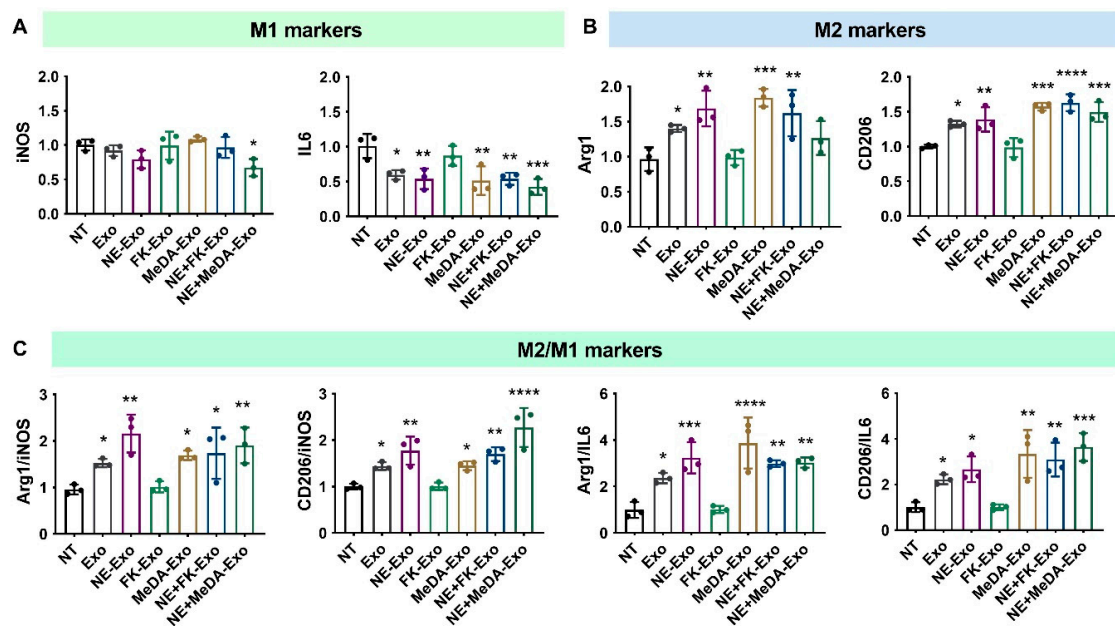 A
M1 markers
iNOS
2.0
1.5
1.0
0.5
0.0
*
NT
Exo
NE-Exo
FK-Exo
MeDA-Exo
NE+FK-Exo
NE+MeDA-Exo
IL6
2.0
1.5
1.0
0.5
0.0
*
**
**
**
***
NT
Exo
NE-Exo
FK-Exo
MeDA-Exo
NE+FK-Exo
NE+MeDA-Exo
B
M2 markers
Arg1
2.0
1.5
1.0
0.5
0.0
*
**
***
**
NT
Exo
NE-Exo
FK-Exo
MeDA-Exo
NE+FK-Exo
NE+MeDA-Exo
CD206
2.0
1.5
1.0
0.5
0.0
*
**
***
****
***
NT
Exo
NE-Exo
FK-Exo
MeDA-Exo
NE+FK-Exo
NE+MeDA-Exo
C
M2/M1 markers
Arg1/iNOS
3
2
1
0
*
**
*
*
**
NT
Exo
NE-Exo
FK-Exo
MeDA-Exo
NE+FK-Exo
NE+MeDA-Exo
CD206/iNOS
3
2
1
0
*
**
*
**
****
NT
Exo
NE-Exo
FK-Exo
MeDA-Exo
NE+FK-Exo
NE+MeDA-Exo
Arg1/IL6
6
4
2
0
*
***
****
**
**
NT
Exo
NE-Exo
FK-Exo
MeDA-Exo
NE+FK-Exo
NE+MeDA-Exo
CD206/IL6
6
4
2
0
*
*
**
**
***
NT
Exo
NE-Exo
FK-Exo
MeDA-Exo
NE+FK-Exo
NE+MeDA-Exo